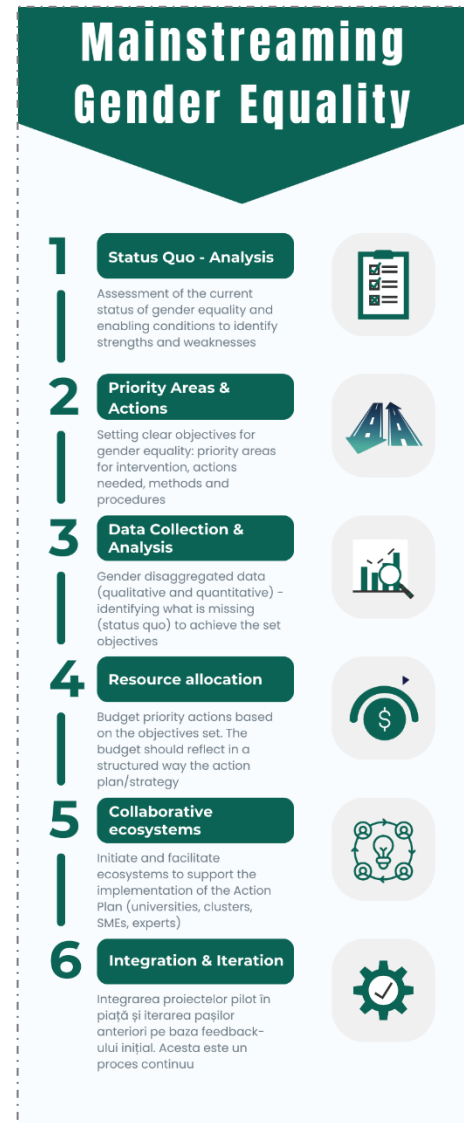 Mainstreaming
Gender Equality
1
Status Quo - Analysis
Assessment of the current
status of gender equality and
enabling conditions to identify
strengths and weaknesses
2
Priority Areas &
Actions
Setting clear objectives for
gender equality: priority areas
for intervention, actions
needed, methods and
procedures
3
Data Collection &
Analysis
Gender disaggregated data
(qualitative and quantitative) -
identifying what is missing
(status quo) to achieve the set
objectives
4
Resource allocation
Budget priority actions based
on the objectives set. The
budget should reflect in a
structured way the action
plan/strategy
$
5
Collaborative
ecosystems
Initiate and facilitate
ecosystems to support the
implementation of the Action
Plan (universities, clusters,
SMEs, experts)
6
Integration & Iteration
Integrarea proiectelor pilot în
piață și iterarea pașilor
anteriori pe baza feedback-
ului inițial. Acesta este un
proces continuu